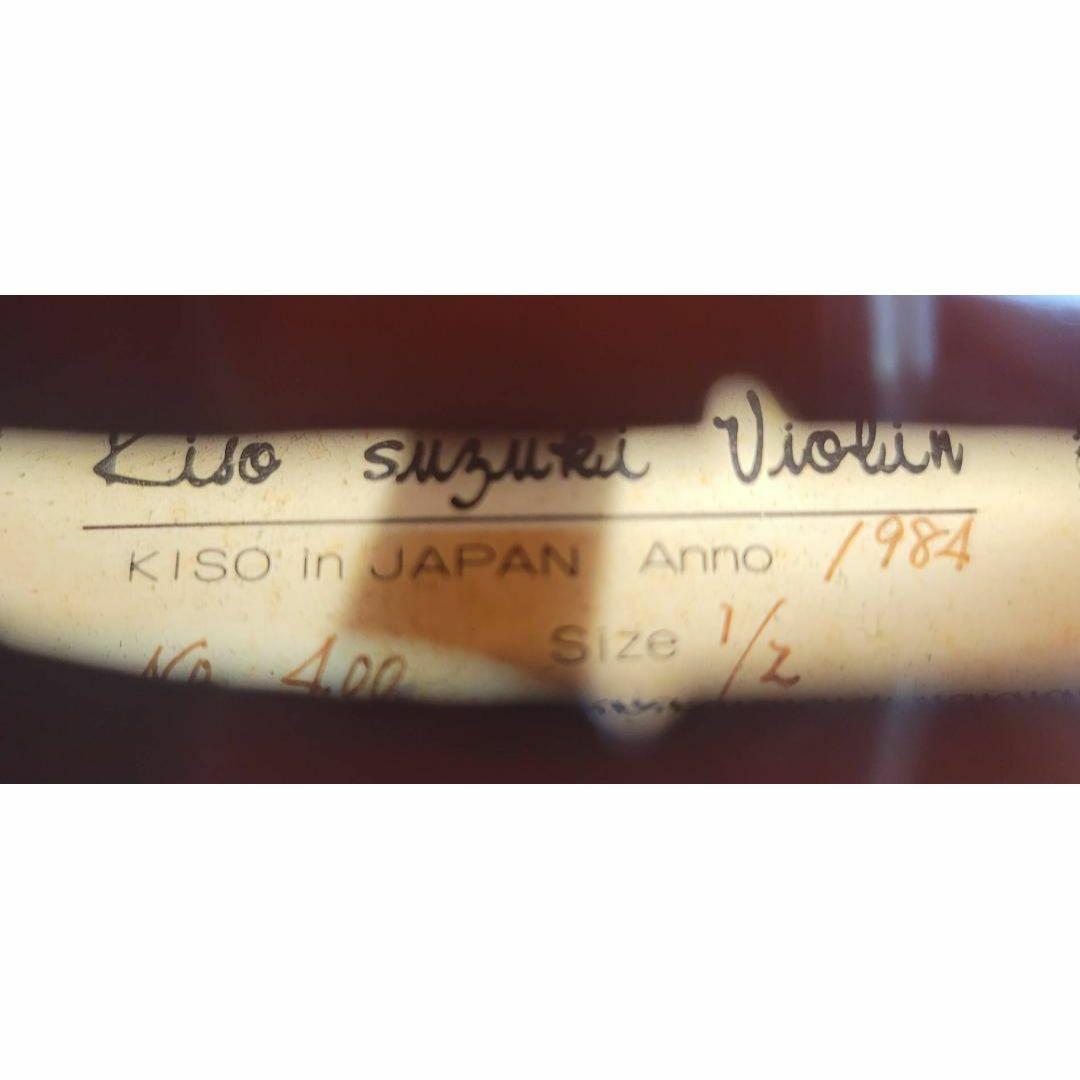 Kiso suzuki Violin
KISO in JAPAN Anno 1984
Size 1/2
No. 400